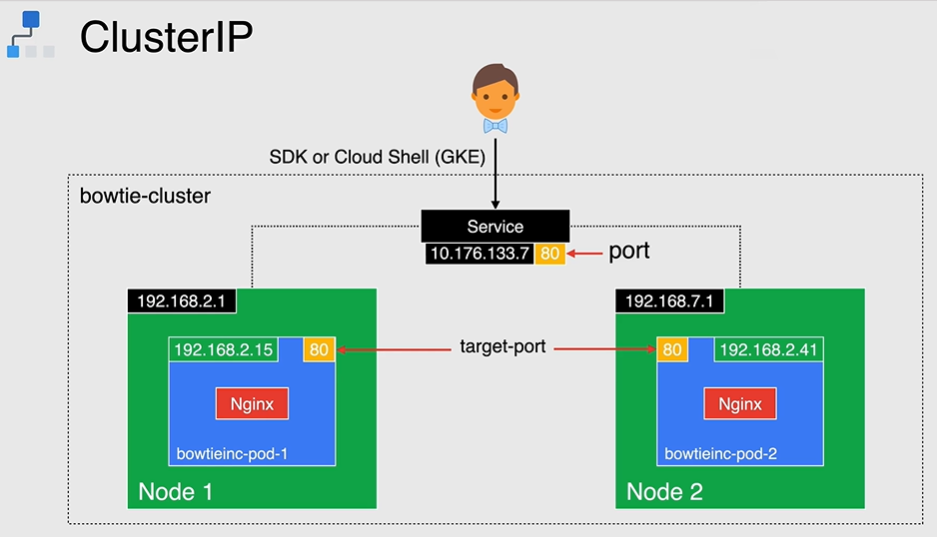 ClusterIP
SDK or Cloud Shell (GKE)
bowtie-cluster
Service
10.176.133.7 80
port
192.168.2.1
192.168.7.1
192.168.2.15 80
target-port
80 192.168.2.41
Nginx
Nginx
bowtieinc-pod-1
bowtieinc-pod-2
Node 1
Node 2